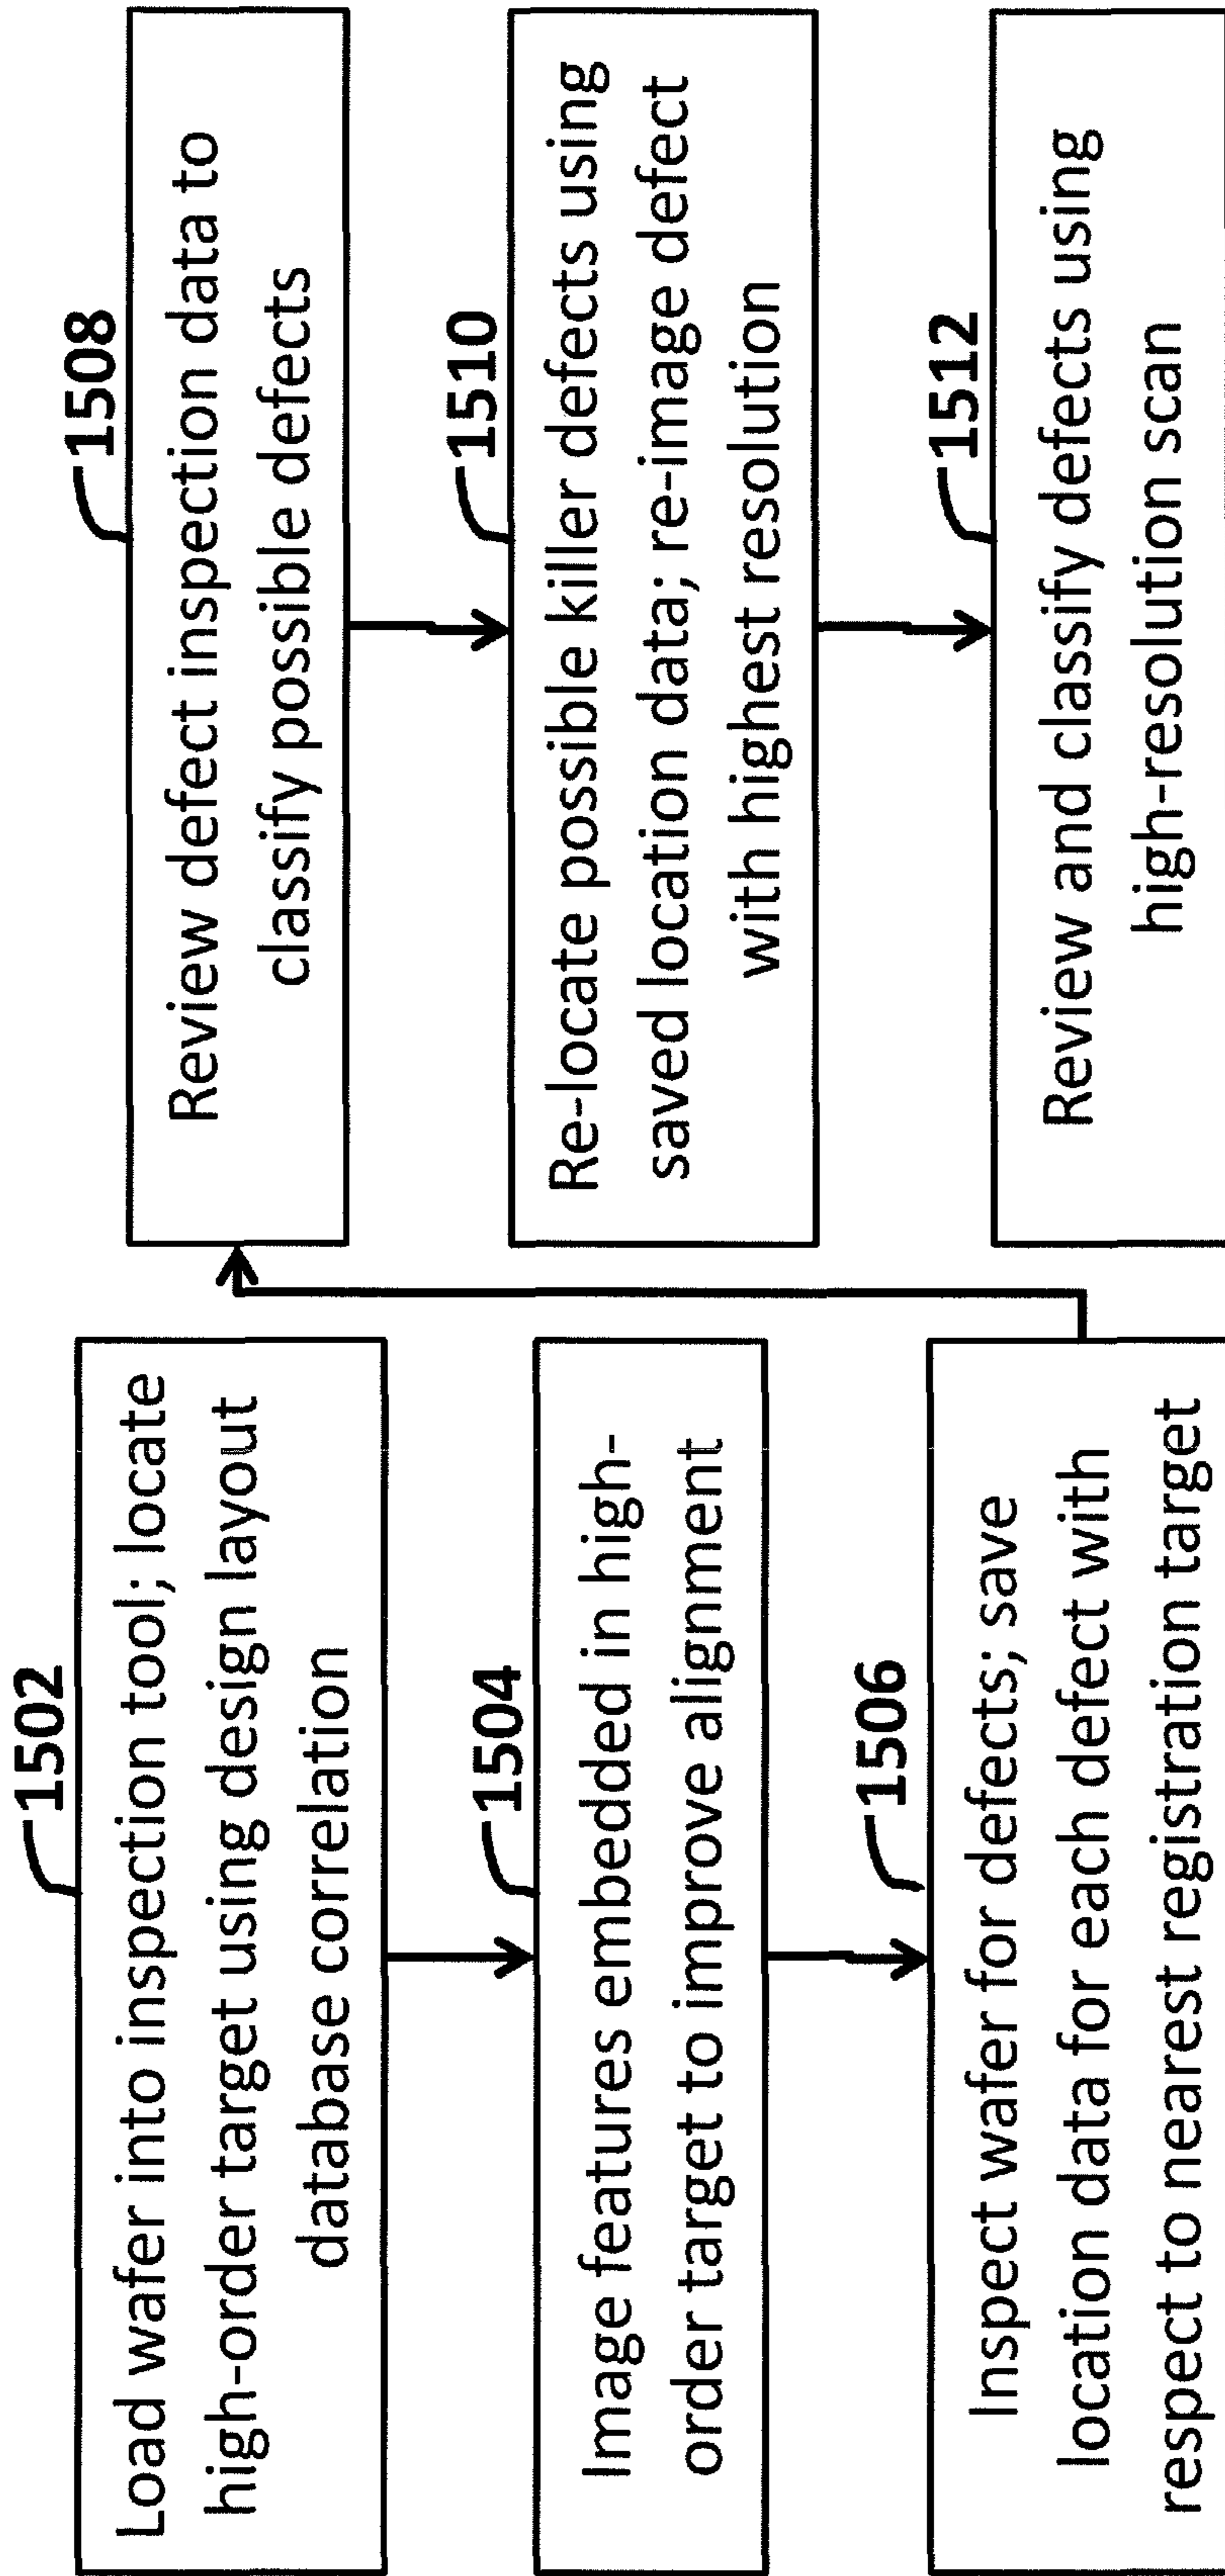 1502
Load wafer into inspection tool; locate
high-order target using design layout
database correlation
1504
Image features embedded in high-
order target to improve alignment
1506
Inspect wafer for defects; save
location data for each defect with
respect to nearest registration target
1508
Review defect inspection data to
classify possible defects
1510
Re-locate possible killer defects using
saved location data; re-image defect
with highest resolution
1512
Review and classify defects using
high-resolution scan